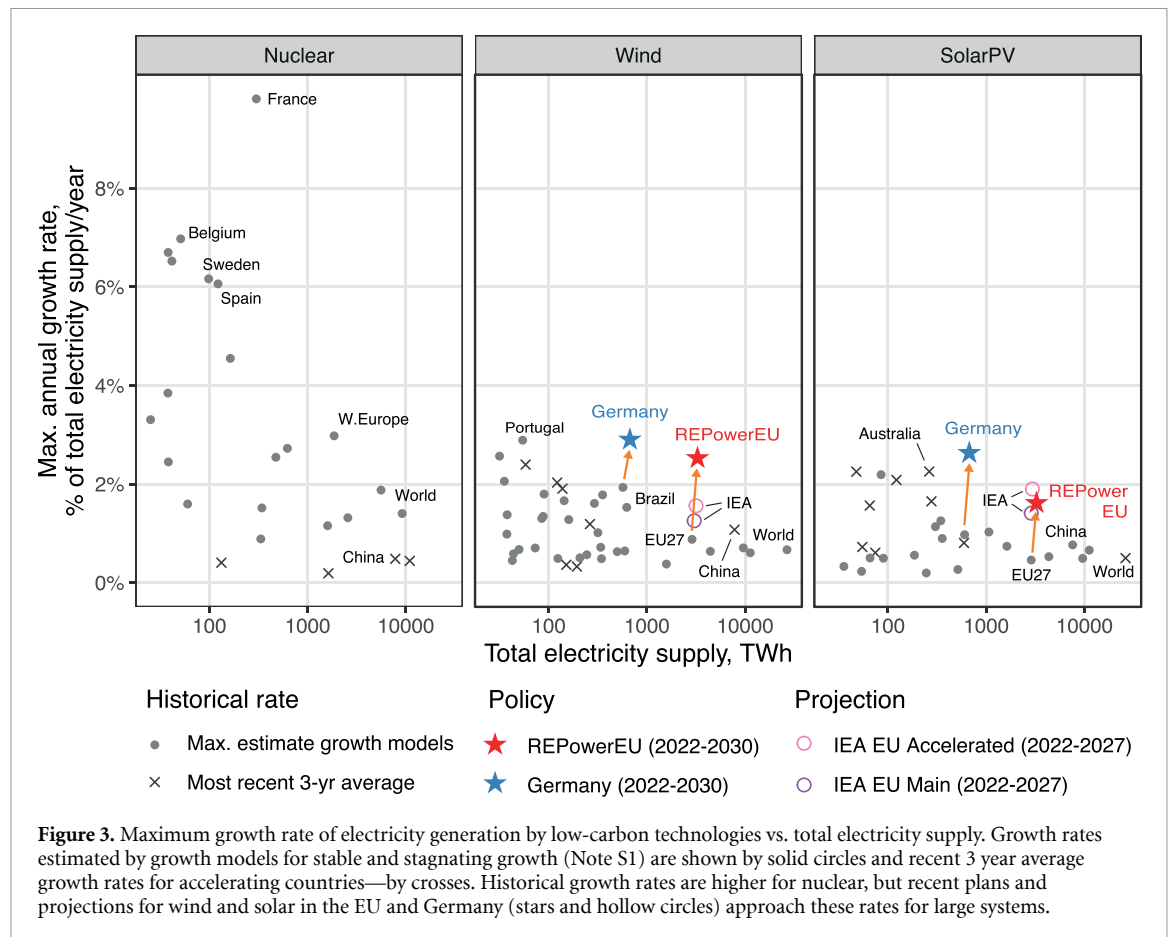 Nuclear
Wind
SolarPV
Max. annual growth rate,
% of total electricity supply/year
8%
6%
4%
2%
0%
France
Belgium
Sweden
Spain
W.Europe
World
China
100
1000
10000
Germany
Portugal
REPowerEU
Brazil
IEA
EU27
World
China
100
1000
10000
Germany
Australia
IEA
REPower
EU
China
EU27
World
100
1000
10000
Total electricity supply, TWh
Historical rate
Max. estimate growth models
Most recent 3-yr average
Policy
REPowerEU (2022-2030)
Germany (2022-2030)
Projection
IEA EU Accelerated (2022-2027)
IEA EU Main (2022-2027)
Figure 3. Maximum growth rate of electricity generation by low-carbon technologies vs. total electricity supply. Growth rates
estimated by growth models for stable and stagnating growth (Note S1) are shown by solid circles and recent 3 year average
growth rates for accelerating countries—by crosses. Historical growth rates are higher for nuclear, but recent plans and
projections for wind and solar in the EU and Germany (stars and hollow circles) approach these rates for large systems.